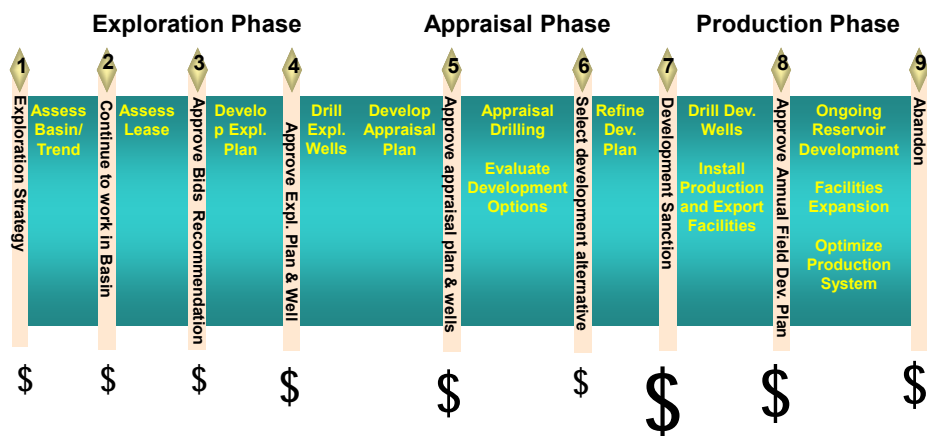 Exploration Phase
Appraisal Phase
Production Phase
1
2
3
4
5
6
7
8
9
Exploration Strategy
Assess
Basin/
Trend
Continue to work in Basin
Assess
Lease
Approve Bids Recommendation
Develo
p Expl.
Plan
Approve Expl. Plan & Well
Drill
Expl.
Wells
Develop
Appraisal
Plan
Approve appraisal plan & wells
Appraisal
Drilling
Evaluate
Development
Options
Select development alternative
Refine
Dev.
Plan
Development Sanction
Drill Dev.
Wells
Install
Production
and Export
Facilities
Approve Annual Field Dev. Plan
Ongoing
Reservoir
Development
Facilities
Expansion
Optimize
Production
System
Abandon
$
$
$
$
$
$
$
$
$